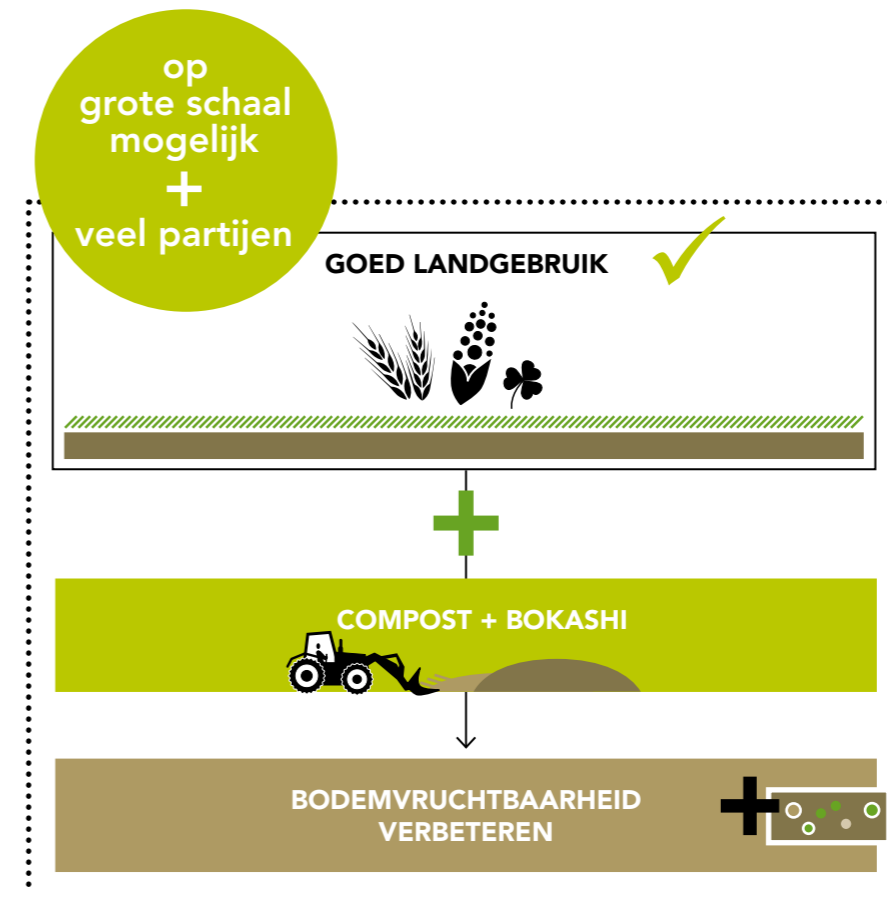 op
grote schaal
mogelijk
+
veel partijen
GOED LANDGEBRUIK
COMPOST + BOKASHI
BODEMVRUCHTBAARHEID
VERBETEREN